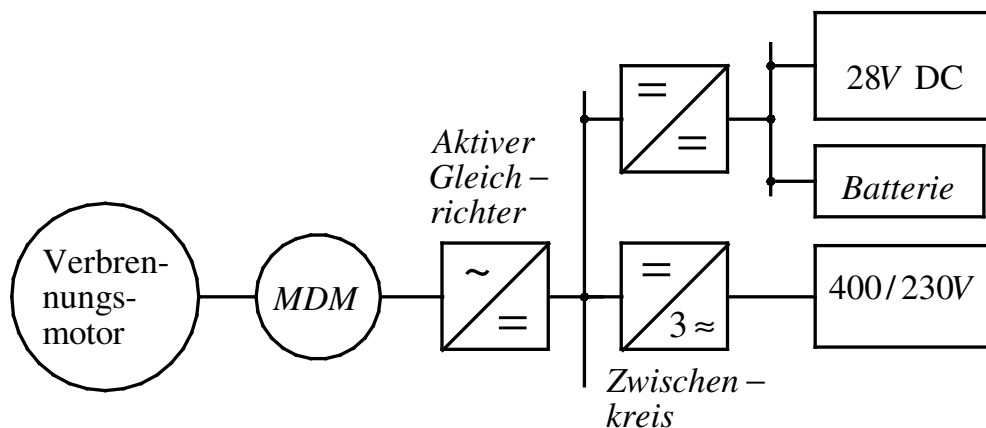 Verbren-
nungs-
motor
MDM
Aktiver
Gleich-
richter
~
=
=
=
=
3≈
Zwischen-
kreis
28V DC
Batterie
400/230V